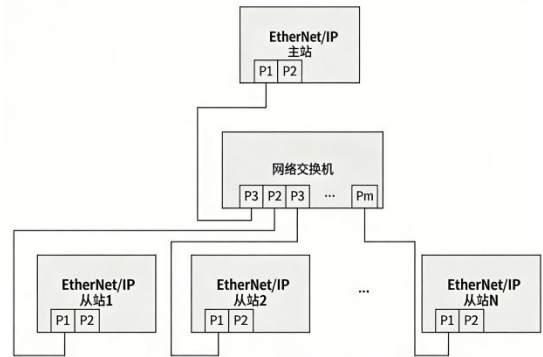 EtherNet/IP
主站
P1 P2
网络交换机
P3 P2 P3 ... Pm
EtherNet/IP
从站1
P1 P2
EtherNet/IP
从站2
P1 P2
...
EtherNet/IP
从站N
P1 P2